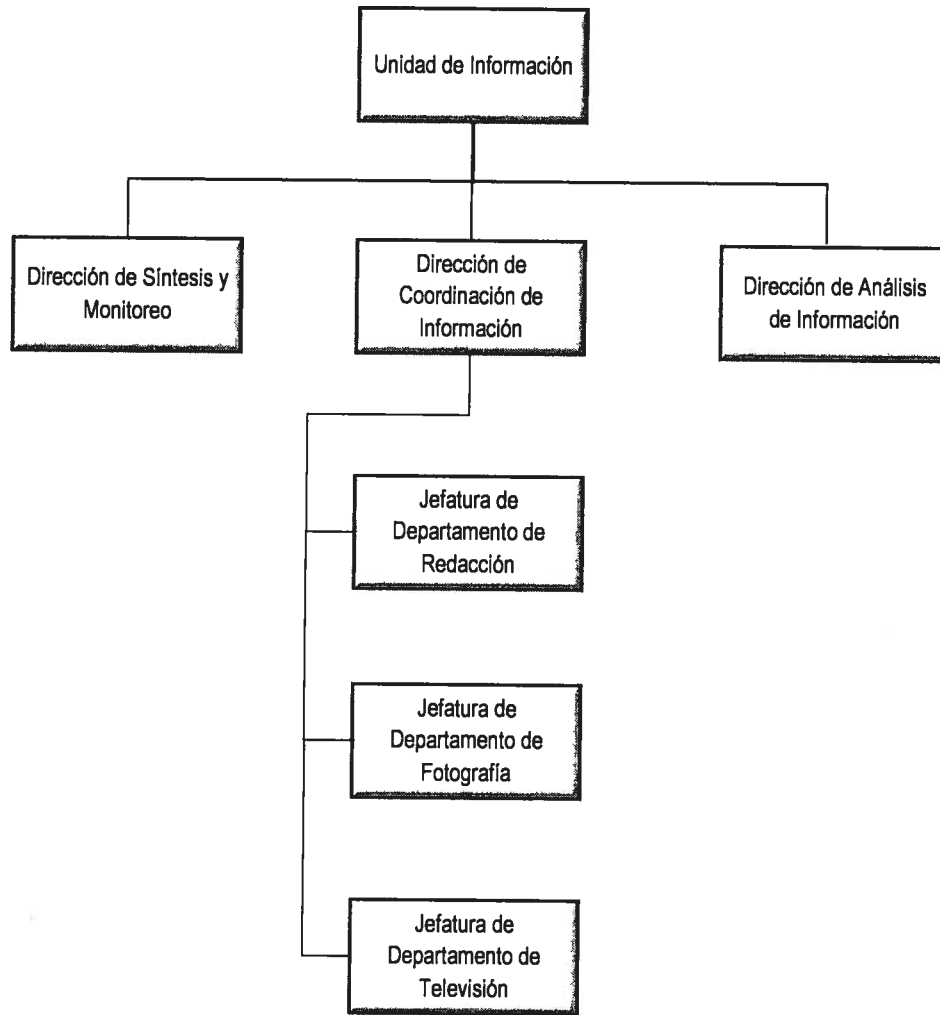 Unidad de Información
Dirección de Síntesis y
Monitoreo
Dirección de
Coordinación de
Información
Dirección de Análisis
de Información
Jefatura de
Departamento de
Redacción
Jefatura de
Departamento de
Fotografía
Jefatura de
Departamento de
Televisión